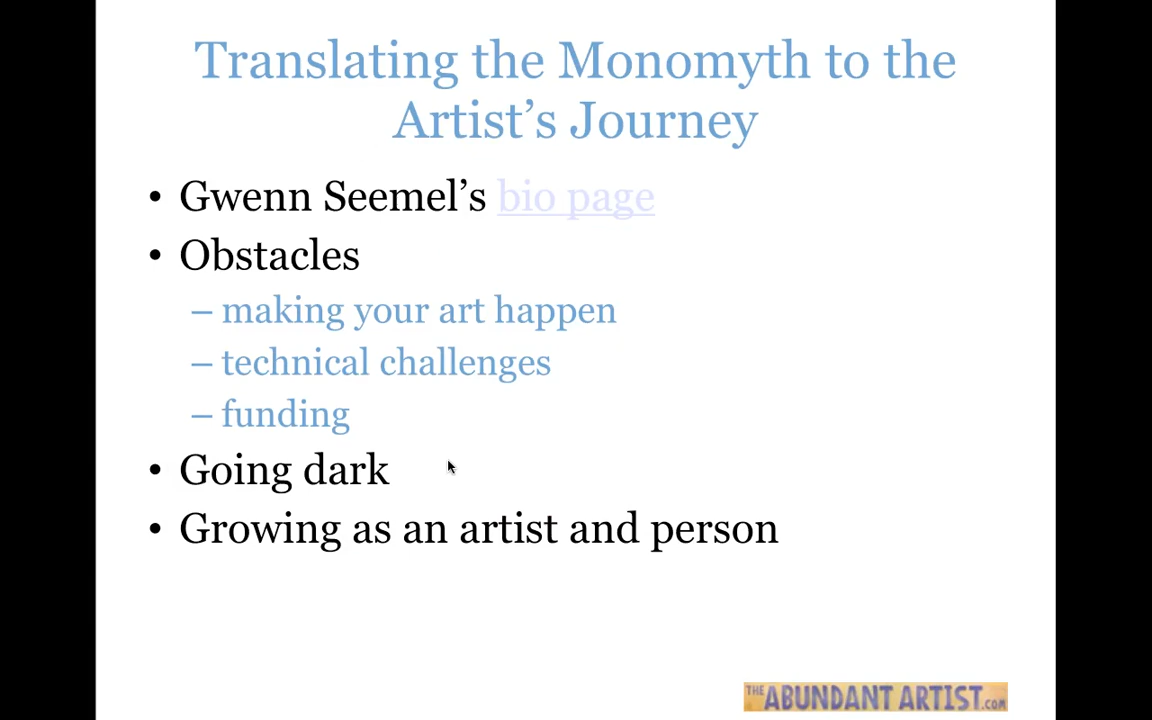 Translating the Monomyth to the
Artist’s Journey
• Gwenn Seemel’s bio page
• Obstacles
– making your art happen
– technical challenges
– funding
• Going dark
• Growing as an artist and person
THE ABUNDANT ARTIST.com